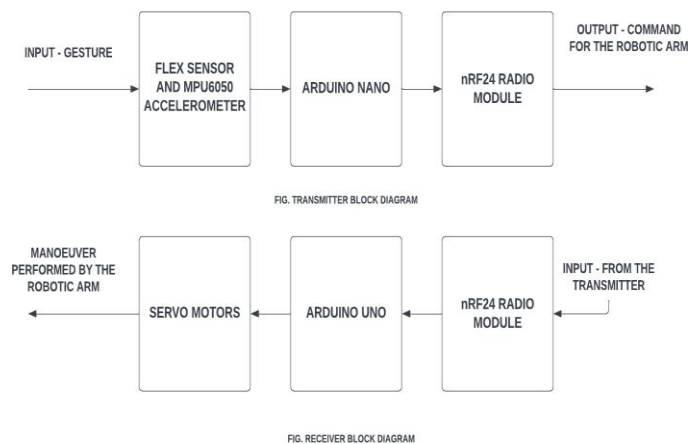 INPUT - GESTURE
FLEX SENSOR
AND MPU6050
ACCELEROMETER
ARDUINO NANO
nRF24 RADIO
MODULE
OUTPUT - COMMAND
FOR THE ROBOTIC ARM
FIG. TRANSMITTER BLOCK DIAGRAM
MANOEUVER
PERFORMED BY THE
ROBOTIC ARM
SERVO MOTORS
ARDUINO UNO
nRF24 RADIO
MODULE
INPUT - FROM THE
TRANSMITTER
FIG. RECEIVER BLOCK DIAGRAM